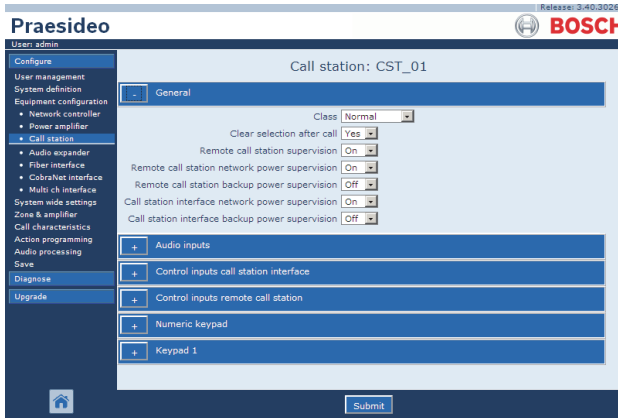 Release: 3.40.3026
Praesideo
BOSCH
User: admin
Configure
User management
System definition
Equipment configuration
• Network controller
• Power amplifier
• Call station
• Audio expander
• Fiber interface
• CobraNet interface
• Multi ch interface
System wide settings
Zone & amplifier
Call characteristics
Action programming
Audio processing
Save
Diagnose
Upgrade
Call station: CST_01
- General
Class Normal
Clear selection after call Yes
Remote call station supervision On
Remote call station network power supervision On
Remote call station backup power supervision Off
Call station interface network power supervision On
Call station interface backup power supervision Off
+ Audio inputs
+ Control inputs call station interface
+ Control inputs remote call station
+ Numeric keypad
+ Keypad 1
Submit